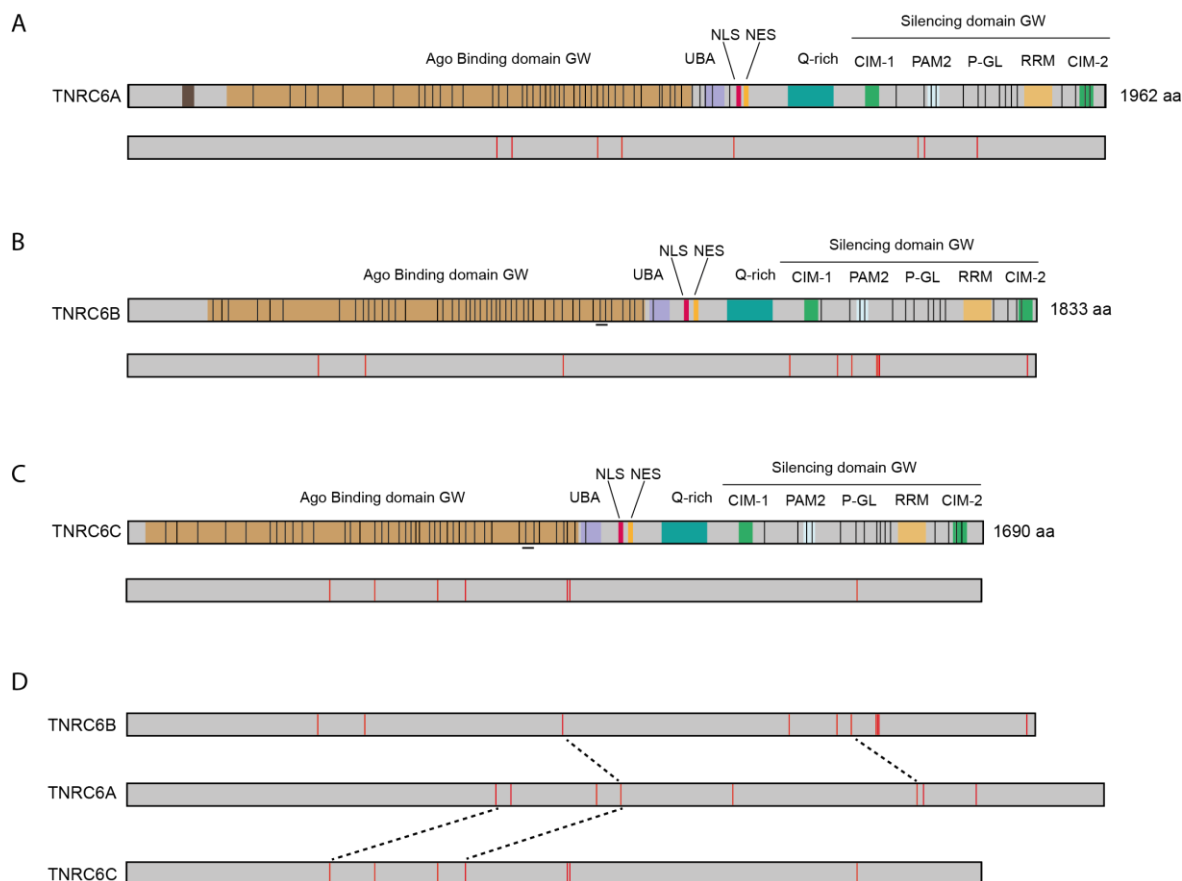 A
Silencing domain GW
NLS NES
Ago Binding domain GW UBA Q-rich CIM-1 PAM2 P-GL RRM CIM-2
TNRC6A 1962 aa
B
Silencing domain GW
NLS NES
Ago Binding domain GW UBA Q-rich CIM-1 PAM2 P-GL RRM CIM-2
TNRC6B 1833 aa
C
Silencing domain GW
NLS NES
Ago Binding domain GW UBA Q-rich CIM-1 PAM2 P-GL RRM CIM-2
TNRC6C 1690 aa
D
TNRC6B
TNRC6A
TNRC6C